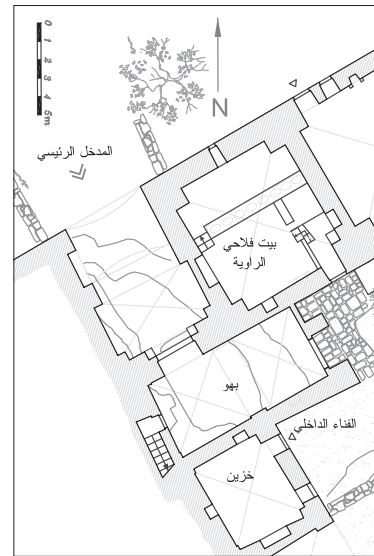 0 1 2 3 4 5m
N
المدخل الرئيسي
بيت فلاحي
الراوية
بهو
الفناء الداخلي
خزين